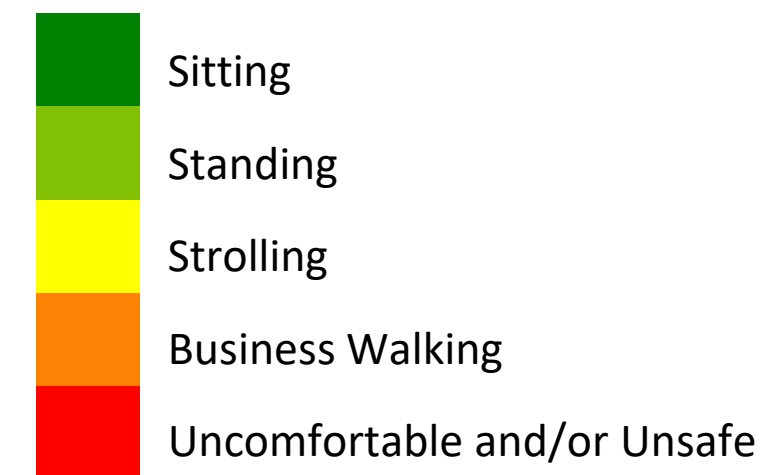 Sitting
Standing
Strolling
Business Walking
Uncomfortable and/or Unsafe